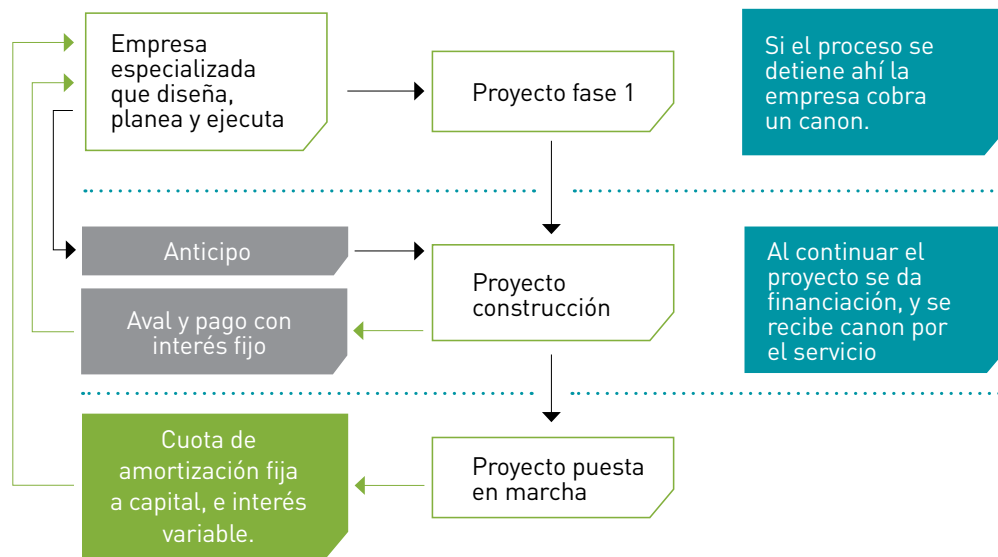 Empresa
especializada
que diseña,
planea y ejecuta
Proyecto fase 1
Si el proceso se
detiene ahí la
empresa cobra
un canon.
Anticipo
Aval y pago con
interés fijo
Proyecto
construcción
Al continuar el
proyecto se da
financiación, y se
recibe canon por
el servicio
Cuota de
amortización fija
a capital, e interés
variable.
Proyecto puesta
en marcha